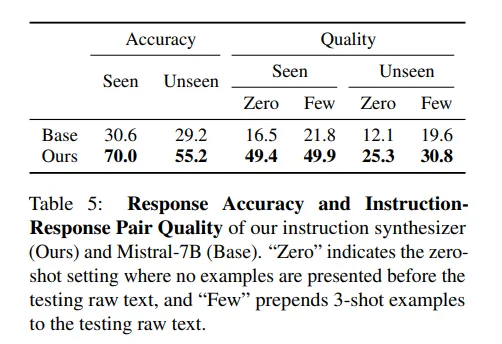 Accuracy Quality
Seen Unseen Seen Unseen
Zero Few Zero Few
Base 30.6 29.2 16.5 21.8 12.1 19.6
Ours 70.0 55.2 49.4 49.9 25.3 30.8
Table 5: Response Accuracy and Instruction-
Response Pair Quality of our instruction synthesizer
(Ours) and Mistral-7B (Base). “Zero” indicates the zero-
shot setting where no examples are presented before the
testing raw text, and “Few” prepends 3-shot examples
to the testing raw text.